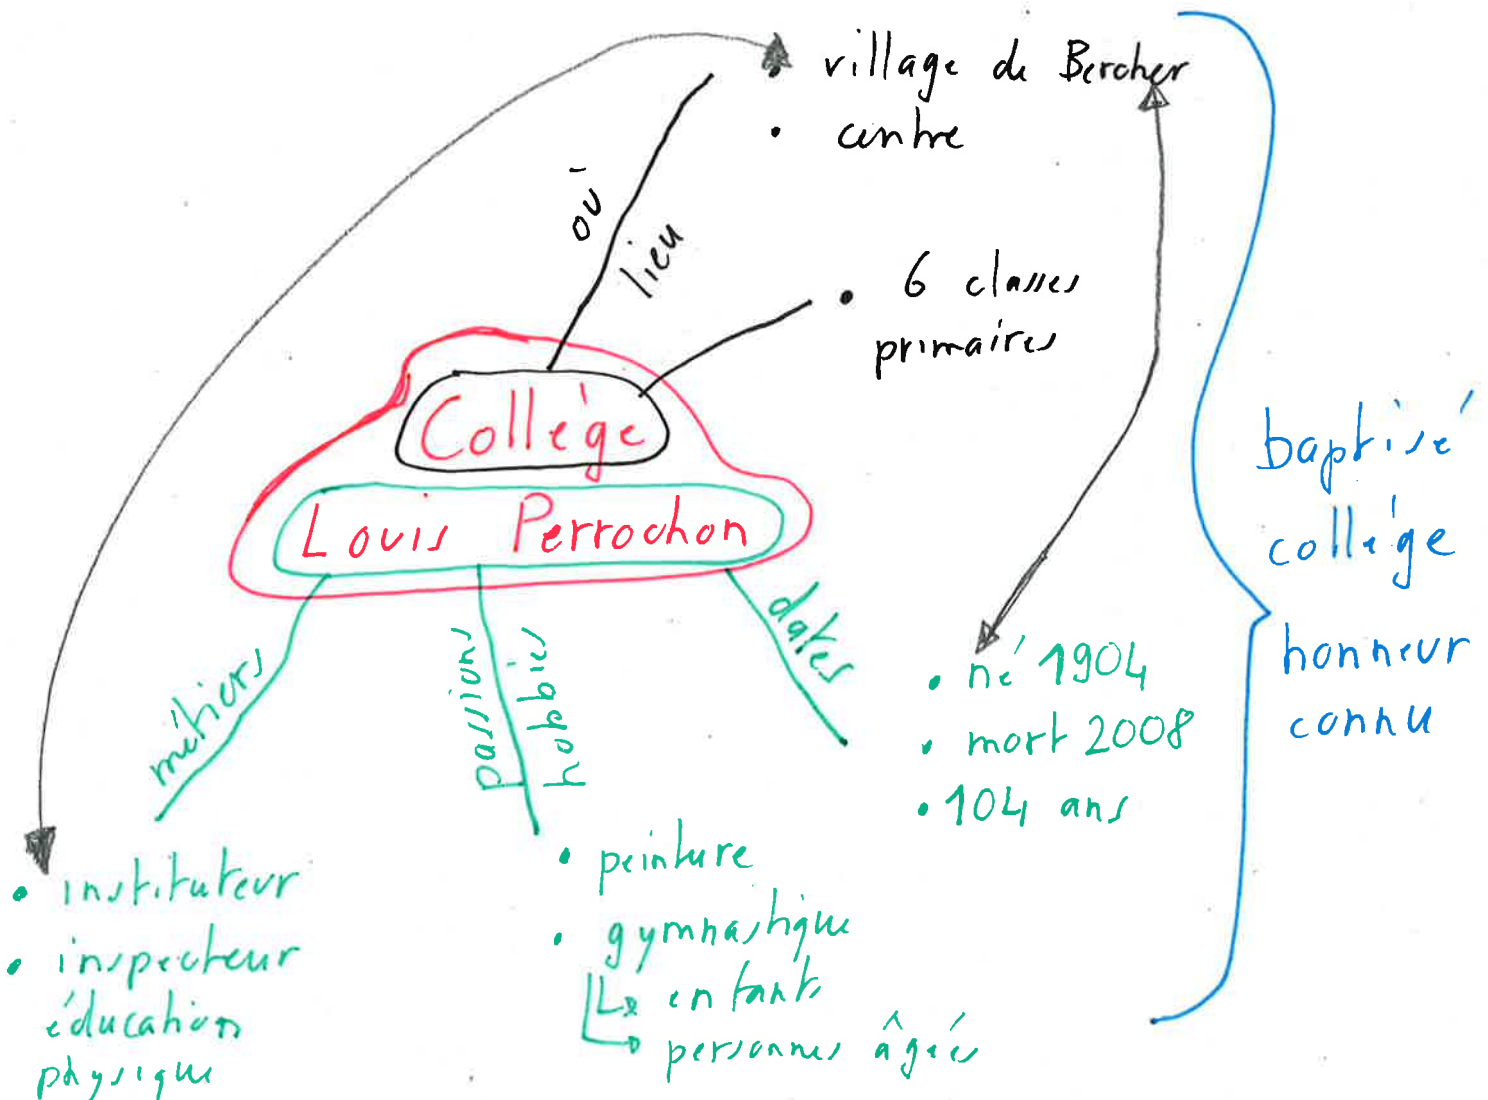 village de Bercher
centre
où
lieu
6 classes
primaires
Collège
Louis Perrochon
baptisé
collège
honneur
connu
métiers
passions
hobbies
dates
né 1904
mort 2008
104 ans
instituteur
inspecteur
éducation
physique
peinture
gymnastique
enfants
personnes âgées